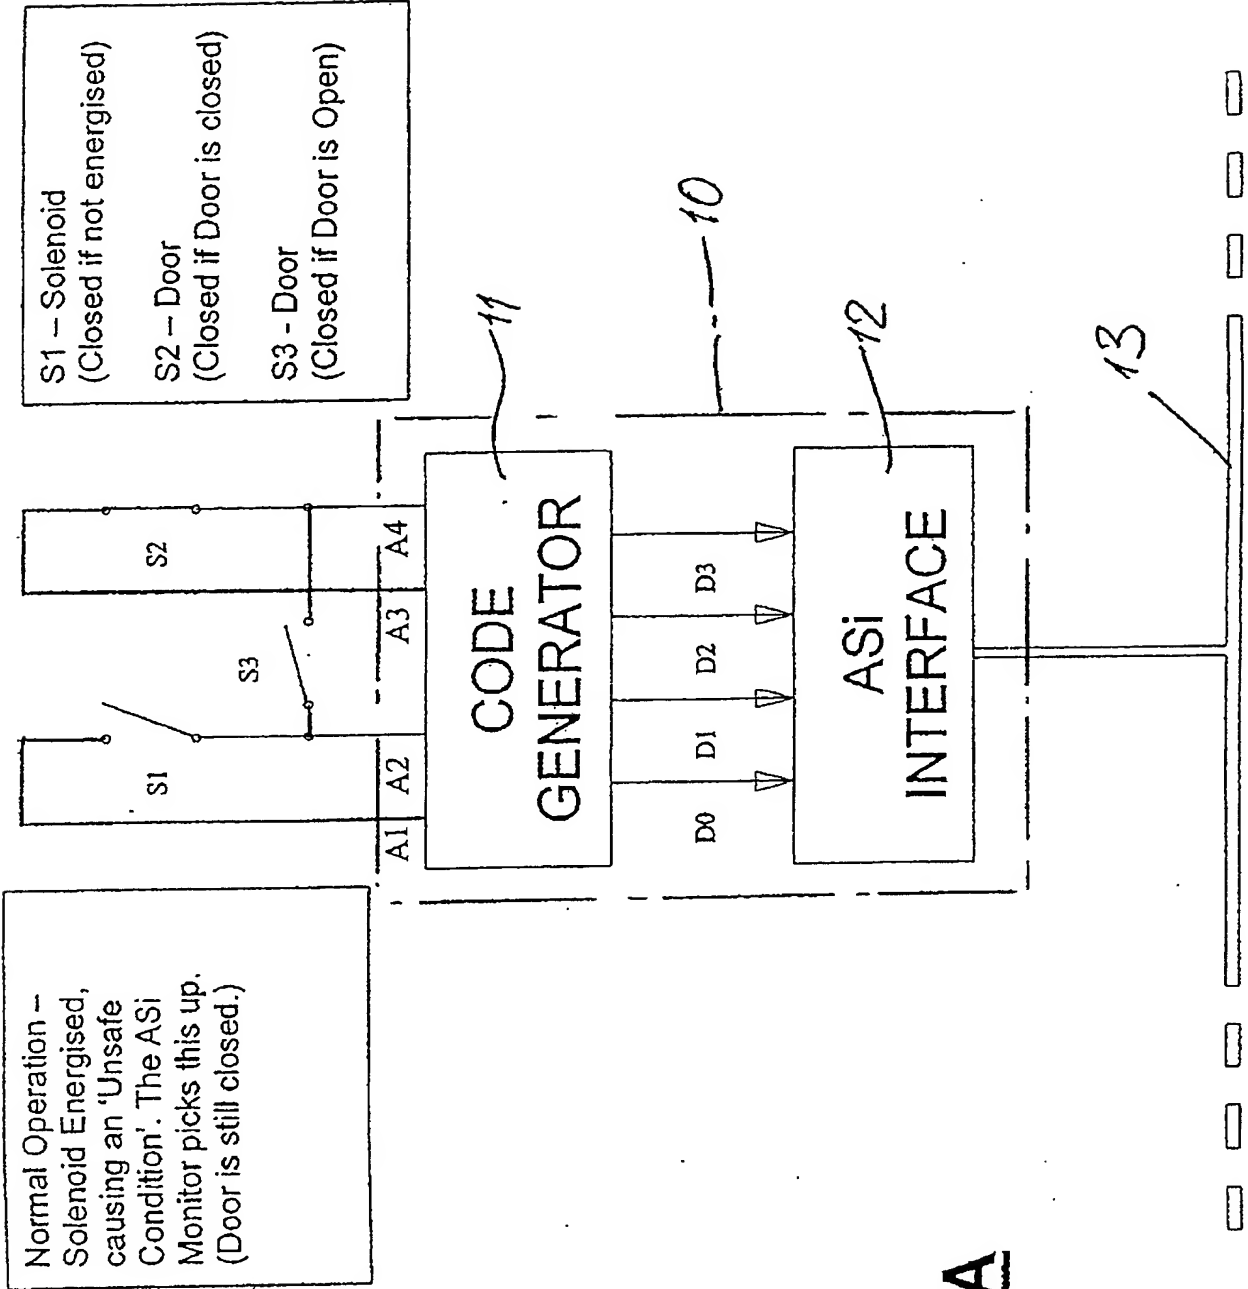 Normal Operation –
Solenoid Energised,
causing an 'Unsafe
Condition'. The ASi
Monitor picks this up.
(Door is still closed.)
S1 – Solenoid
(Closed if not energised)
S2 – Door
(Closed if Door is closed)
S3 - Door
(Closed if Door is Open)
S1
S3
S2
A1
A2
A3
A4
CODE
GENERATOR
11
10
D0
D1
D2
D3
ASi
INTERFACE
12
13
A